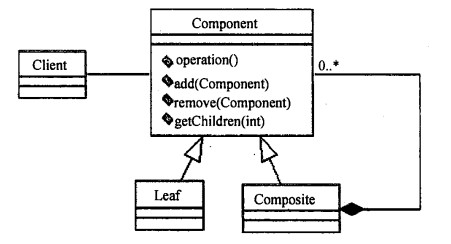 Component
Client
operation()
0..*
add(Component)
remove(Component)
getChildren(int)
Leaf
Composite